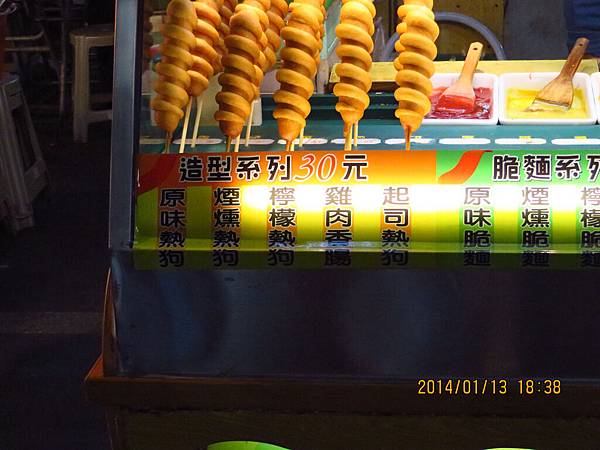 造型系列30元
原味熱狗
煙燻熱狗
檸檬熱狗
雞肉香腸
起司熱狗
脆麵系列
原味脆麵
煙燻脆麵
檸檬
2014/01/13 18:38